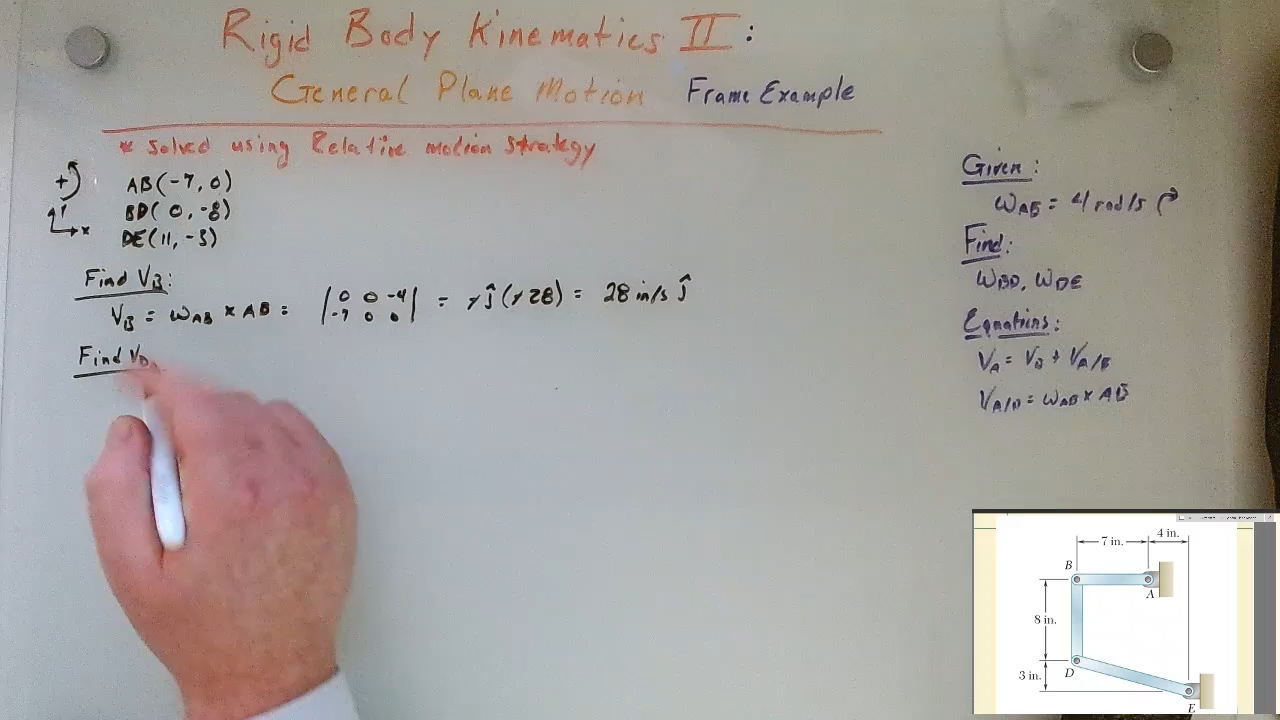 Rigid Body Kinematics II:
General Plane Motion Frame Example
* Solved using Relative motion strategy
+ AB(-7, 0)
y x BD(0, -8)
DE(11, -3)
Find VB:
VB = ωAB × AB = | 0 0 -4 | = -ĵ(-28) = 28 in/s ĵ
-7 0 0
Find VD
Given:
ωAB = 4 rad/s
Find:
ωBD, ωDE
Equations:
VA = VB + VA/B
VA/B = ωAB × AB
7 in. 4 in.
B
A
8 in.
D
3 in.
E